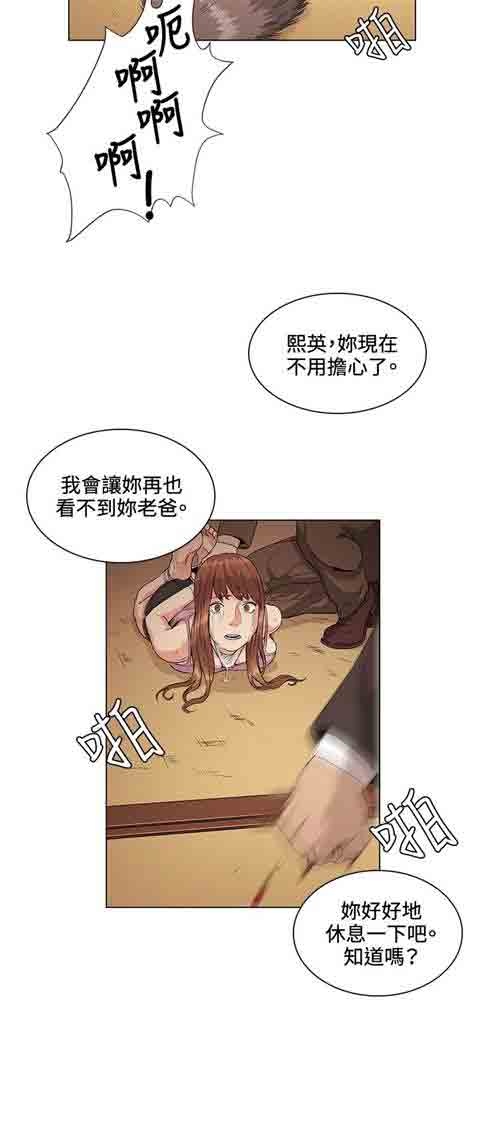 啪
呃
啊
啊
啊!
熙英,妳現在
不用擔心了。
我會讓妳再也
看不到妳老爸。
啪
啪
妳好好地
休息一下吧。
知道嗎?